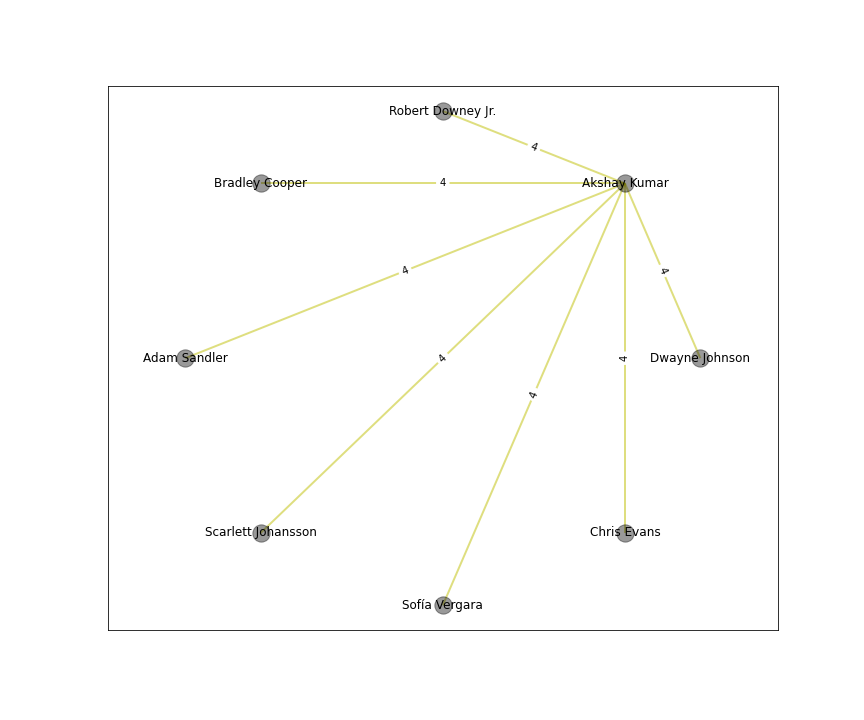 Robert Downey Jr.
4
Bradley Cooper
4
Akshay Kumar
4
4
Adam Sandler
4
4
Dwayne Johnson
4
Scarlett Johansson
Chris Evans
Sofía Vergara